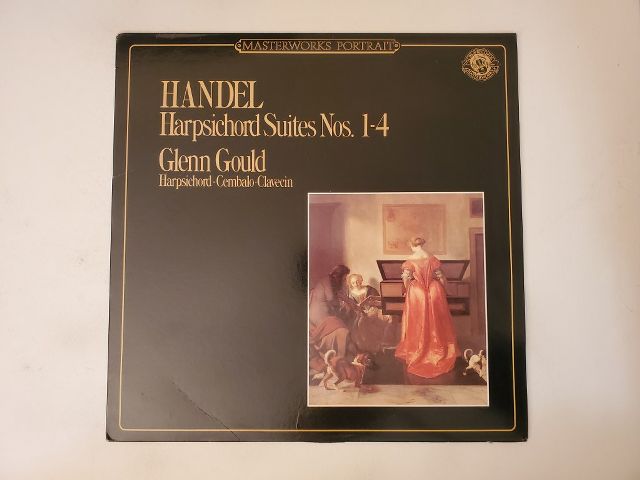 MASTERWORKS PORTRAIT
HANDEL
Harpsichord Suites Nos. 1-4
Glenn Gould
Harpsichord·Cembalo·Clavecin